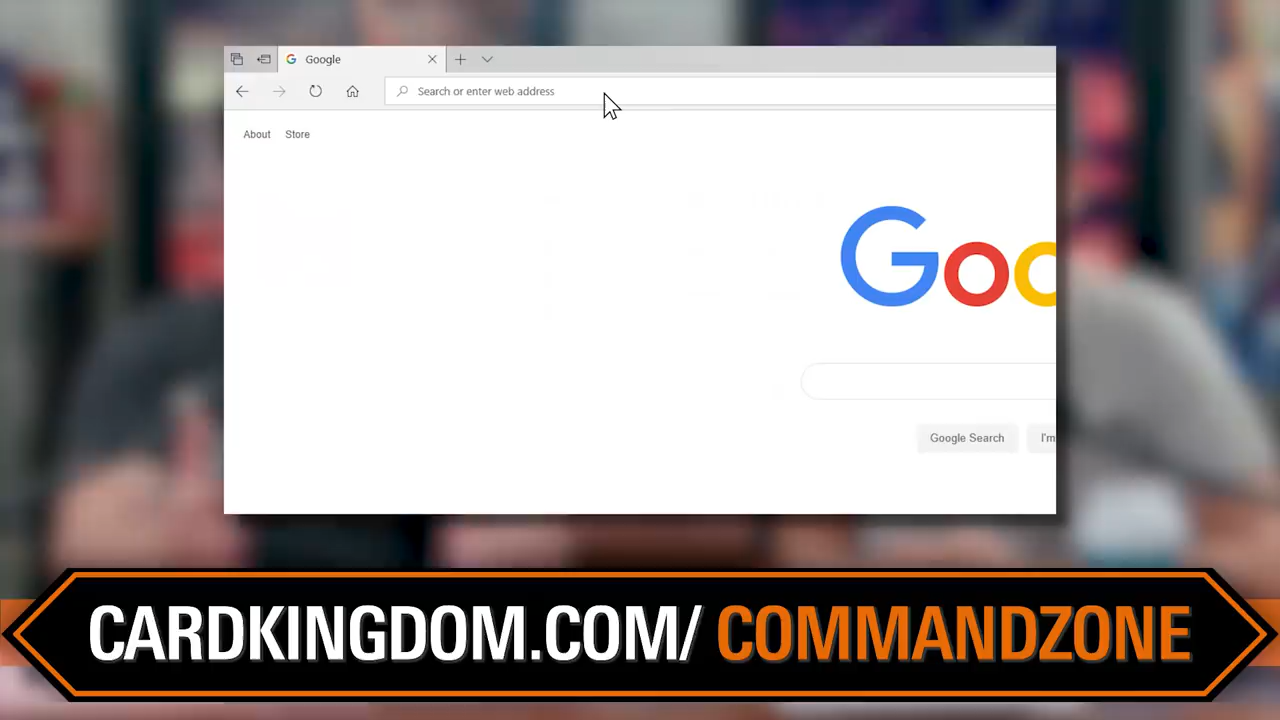 Google
Search or enter web address
About Store
Goo
Google Search I'm
CARDKINGDOM.COM/ COMMANDZONE